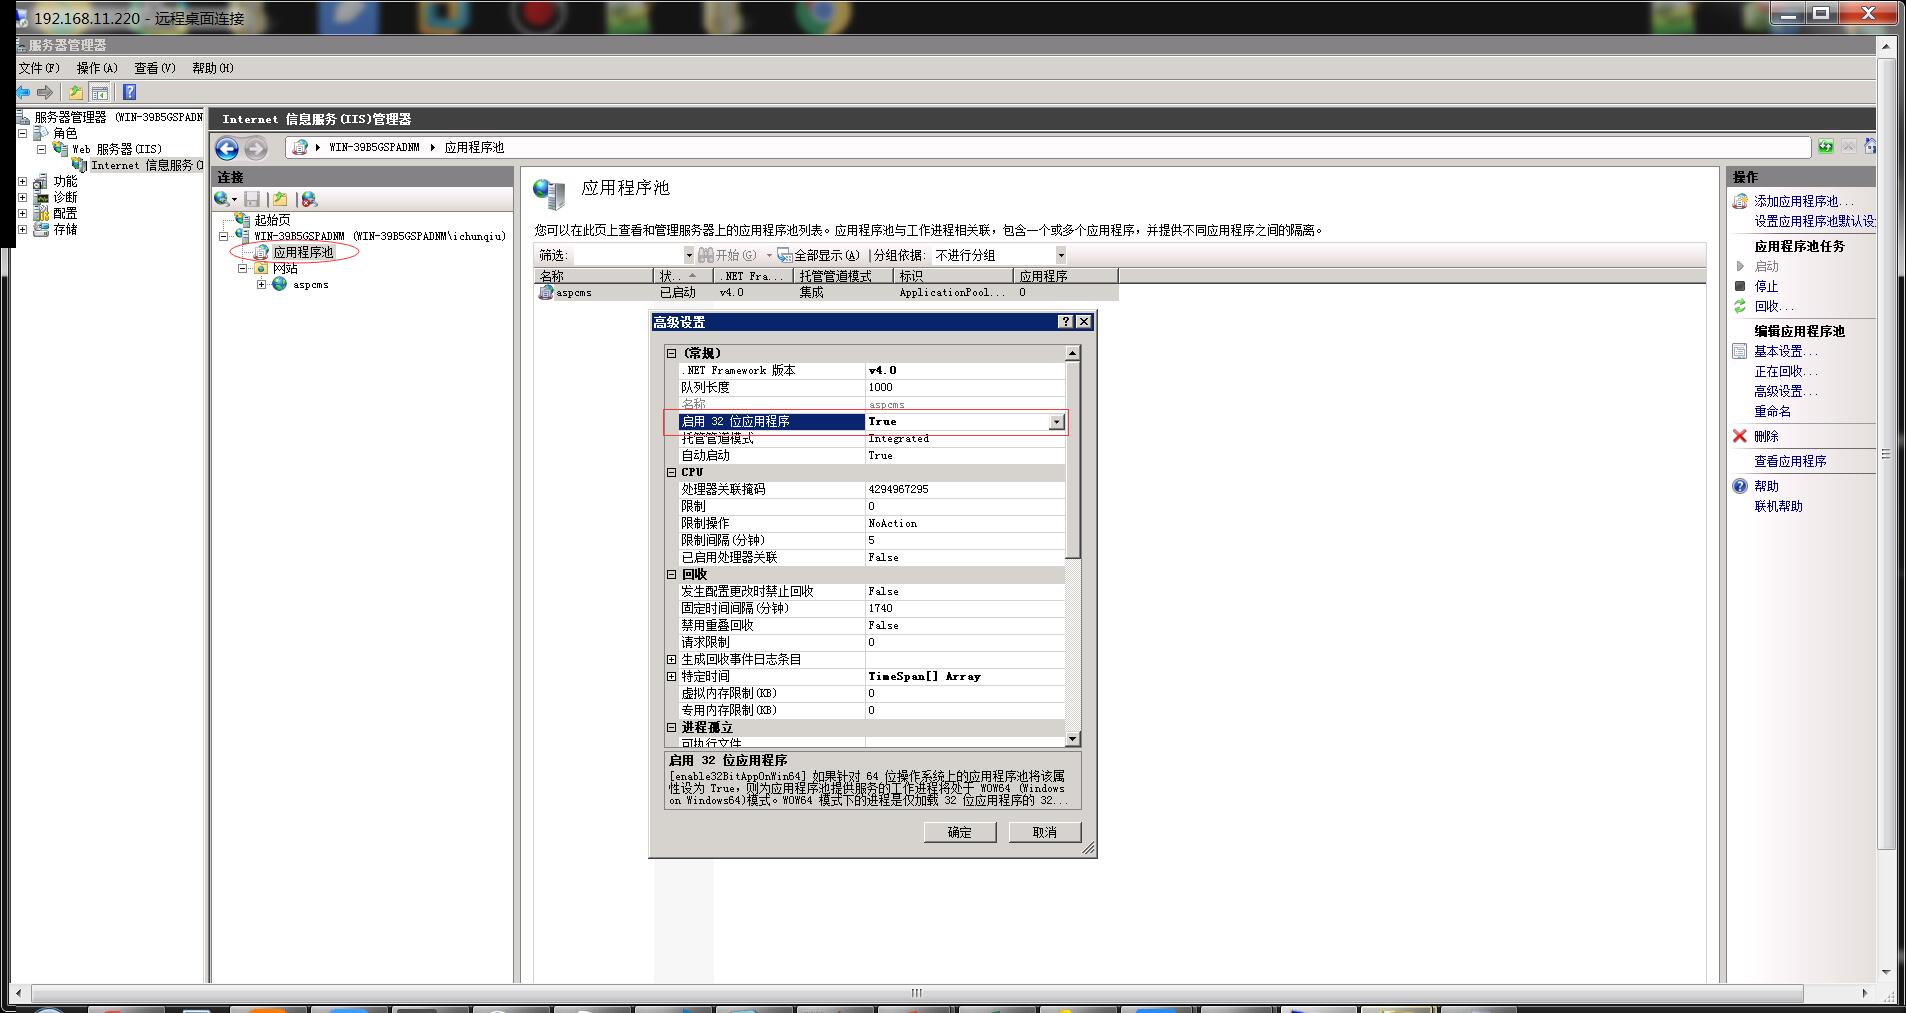 192.168.11.220 - 远程桌面连接
服务器管理器
文件(F) 操作(A) 查看(V) 帮助(H)
服务器管理器 (WIN-39B5GSPADN
角色
Web 服务器(IIS)
Internet 信息服务(I
功能
诊断
配置
存储
Internet 信息服务(IIS)管理器
WIN-39B5GSPADNM 应用程序池
连接
起始页
WIN-39B5GSPADNM (WIN-39B5GSPADNM\ichunqiu)
应用程序池
网站
aspcms
应用程序池
您可以在此页上查看和管理服务器上的应用程序池列表。应用程序池与工作进程相关联，包含一个或多个应用程序，并提供不同应用程序之间的隔离。
筛选: 开始(G) 全部显示(A) 分组依据: 不进行分组
名称 状.. .NET Fra... 托管管道模式 标识 应用程序
aspcms 已启动 v4.0 集成 ApplicationPool... 0
高级设置
(常规)
.NET Framework 版本 v4.0
队列长度 1000
名称 aspcms
启用 32 位应用程序 True
托管管道模式 Integrated
自动启动 True
CPU
处理器关联掩码 4294967295
限制 0
限制操作 NoAction
限制间隔(分钟) 5
已启用处理器关联 False
回收
发生配置更改时禁止回收 False
固定时间间隔(分钟) 1740
禁用重叠回收 False
请求限制 0
生成回收事件日志条目
特定时间 TimeSpan[] Array
虚拟内存限制(KB) 0
专用内存限制(KB) 0
进程孤立
可执行文件
启用 32 位应用程序
[enable32BitAppOnWin64] 如果针对 64 位操作系统上的应用程序池将该属
性设为 True，则为应用程序池提供服务的工作进程将处于 WOW64 (Windows
on Windows64)模式。WOW64 模式下的进程是仅加载 32 位应用程序的 32...
确定 取消
操作
添加应用程序池...
设置应用程序池默认设
应用程序池任务
启动
停止
回收...
编辑应用程序池
基本设置...
正在回收...
高级设置...
重命名
删除
查看应用程序
帮助
联机帮助